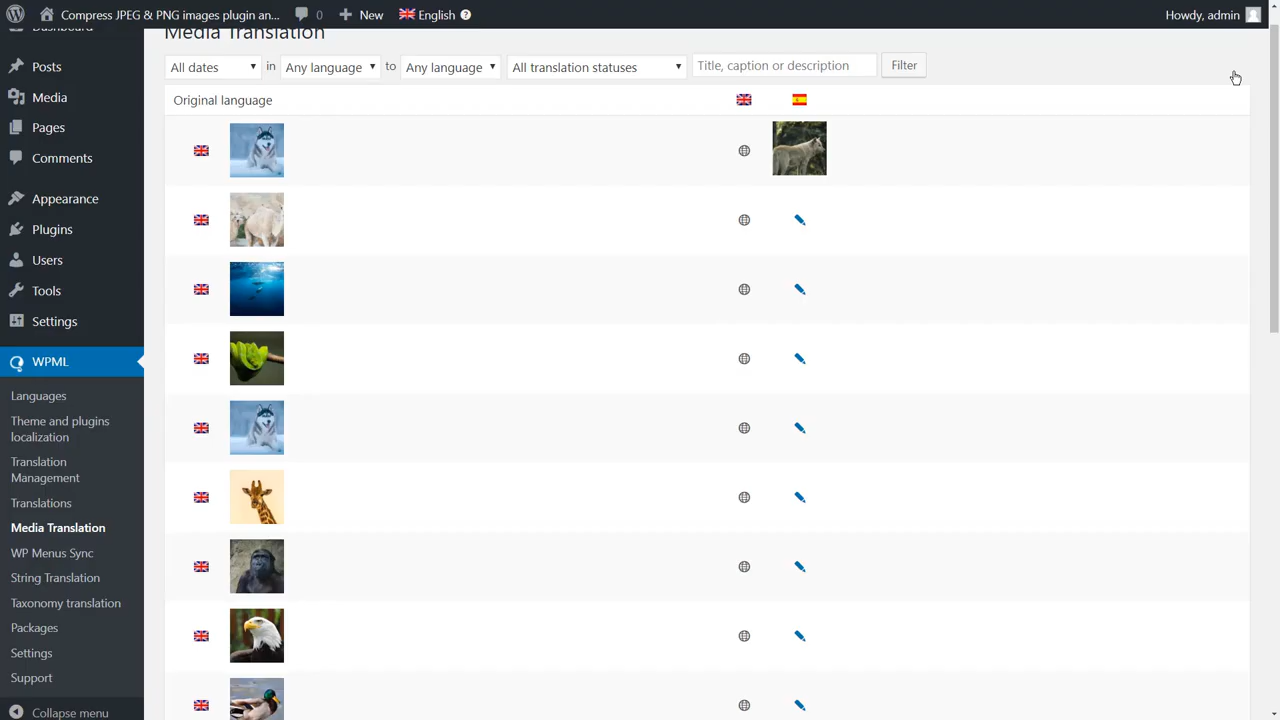 Compress JPEG & PNG images plugin an... 0 New English Howdy, admin
Dashboard
Posts
Media
Pages
Comments
Appearance
Plugins
Users
Tools
Settings
WPML
Languages
Theme and plugins
localization
Translation
Management
Translations
Media Translation
WP Menus Sync
String Translation
Taxonomy translation
Packages
Settings
Support
Collapse menu
Media Translation
All dates in Any language to Any language All translation statuses Title, caption or description Filter
Original language